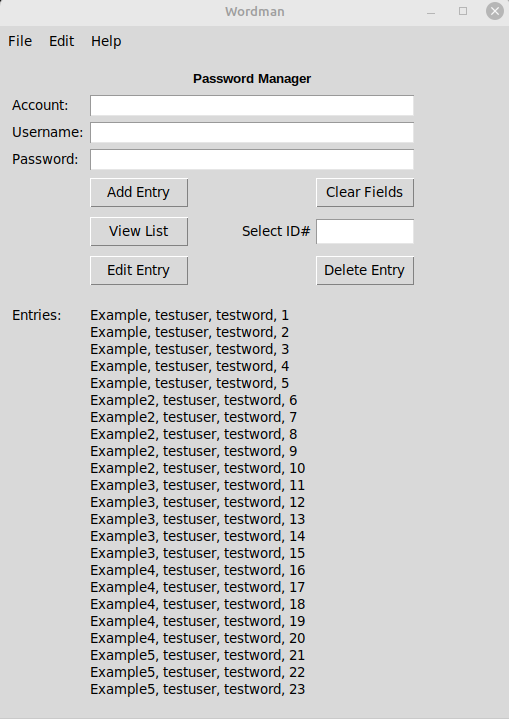 Wordman
File Edit Help
Password Manager
Account:
Username:
Password:
Add Entry Clear Fields
View List Select ID#
Edit Entry Delete Entry
Entries: Example, testuser, testword, 1
Example, testuser, testword, 2
Example, testuser, testword, 3
Example, testuser, testword, 4
Example, testuser, testword, 5
Example2, testuser, testword, 6
Example2, testuser, testword, 7
Example2, testuser, testword, 8
Example2, testuser, testword, 9
Example2, testuser, testword, 10
Example3, testuser, testword, 11
Example3, testuser, testword, 12
Example3, testuser, testword, 13
Example3, testuser, testword, 14
Example3, testuser, testword, 15
Example4, testuser, testword, 16
Example4, testuser, testword, 17
Example4, testuser, testword, 18
Example4, testuser, testword, 19
Example4, testuser, testword, 20
Example5, testuser, testword, 21
Example5, testuser, testword, 22
Example5, testuser, testword, 23